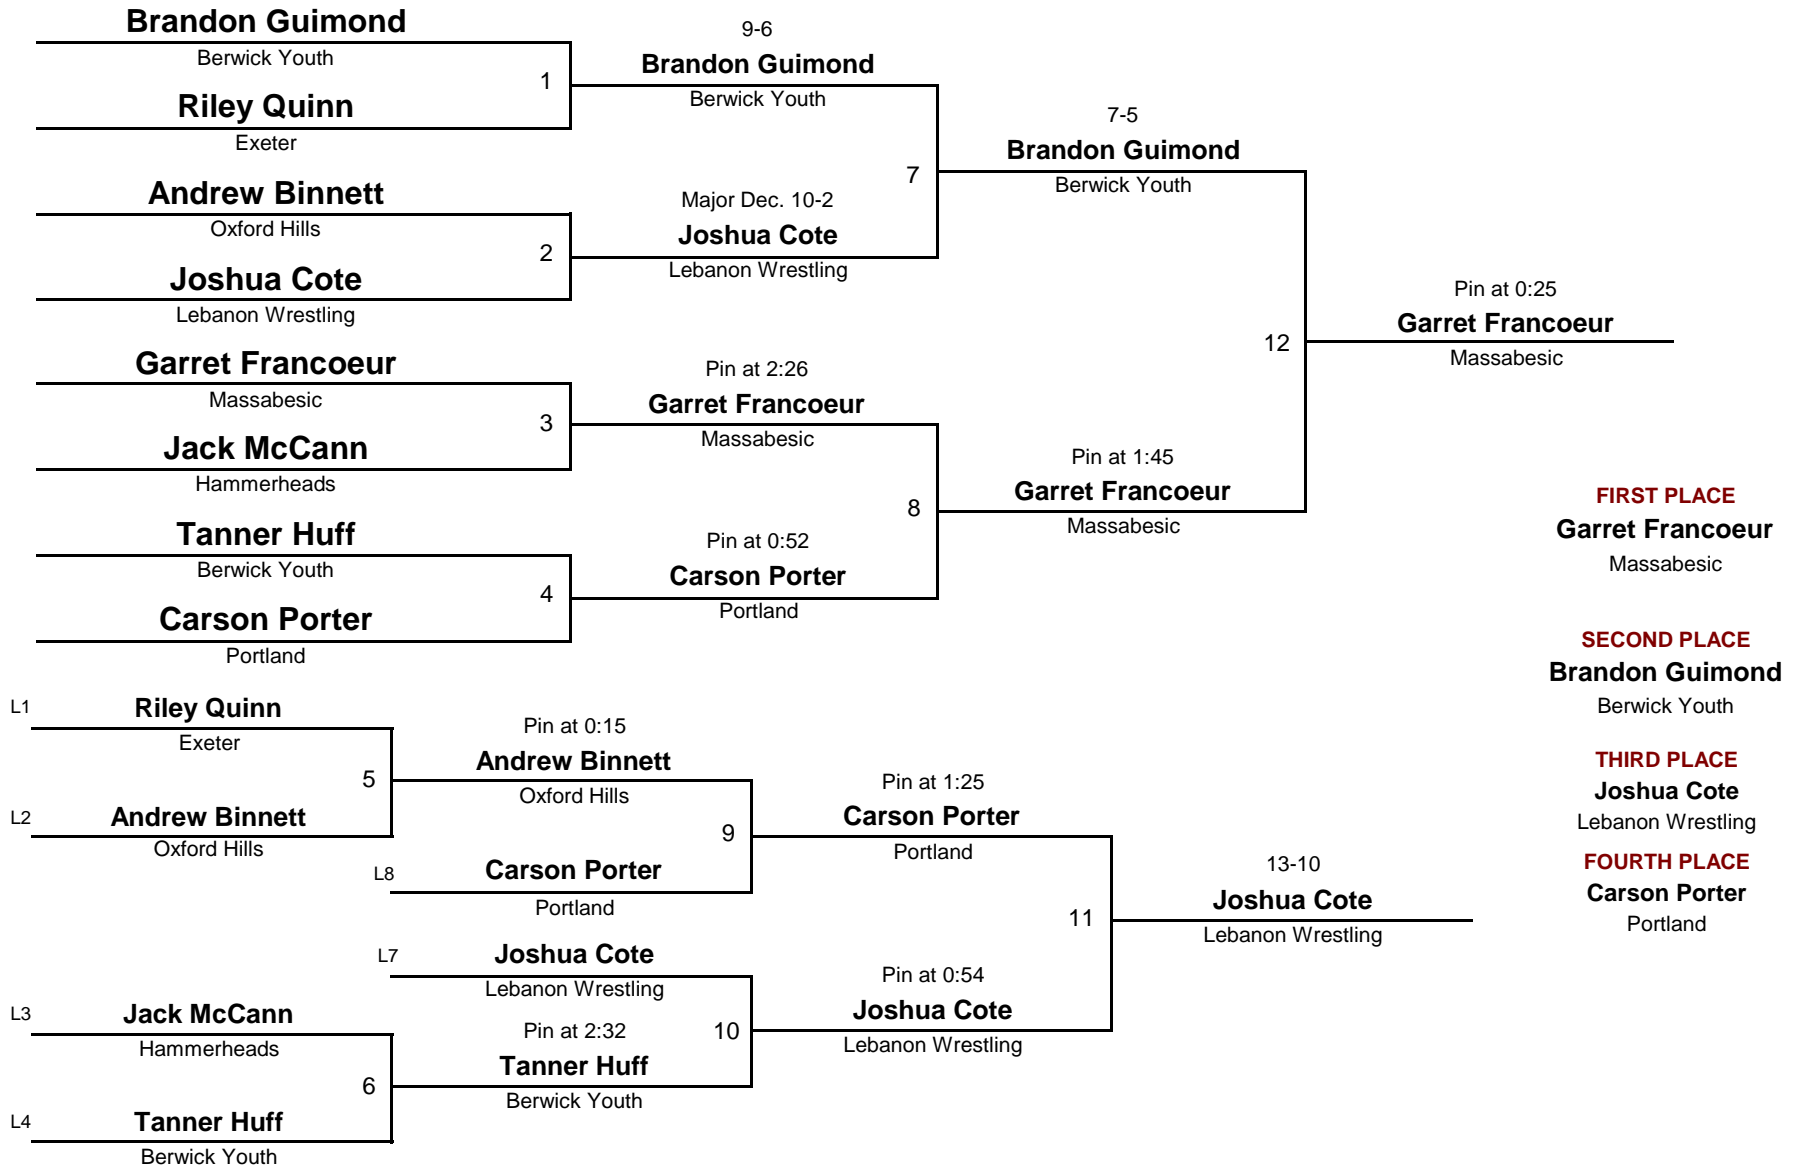 Brandon Guimond
Berwick Youth
1
Riley Quinn
Exeter
Andrew Binnett
Oxford Hills
2
Joshua Cote
Lebanon Wrestling
Garret Francoeur
Massabesic
3
Jack McCann
Hammerheads
Tanner Huff
Berwick Youth
4
Carson Porter
Portland
9-6
Brandon Guimond
Berwick Youth
7
Major Dec. 10-2
Joshua Cote
Lebanon Wrestling
Pin at 2:26
Garret Francoeur
Massabesic
8
Pin at 0:52
Carson Porter
Portland
7-5
Brandon Guimond
Berwick Youth
12
Pin at 1:45
Garret Francoeur
Massabesic
Pin at 0:25
Garret Francoeur
Massabesic
FIRST PLACE
Garret Francoeur
Massabesic
SECOND PLACE
Brandon Guimond
Berwick Youth
THIRD PLACE
Joshua Cote
Lebanon Wrestling
FOURTH PLACE
Carson Porter
Portland
L1 Riley Quinn
Exeter
5
L2 Andrew Binnett
Oxford Hills
Pin at 0:15
Andrew Binnett
Oxford Hills
9
L8 Carson Porter
Portland
L7 Joshua Cote
Lebanon Wrestling
10
L3 Jack McCann
Hammerheads
6
L4 Tanner Huff
Berwick Youth
Pin at 2:32
Tanner Huff
Berwick Youth
Pin at 1:25
Carson Porter
Portland
11
Pin at 0:54
Joshua Cote
Lebanon Wrestling
13-10
Joshua Cote
Lebanon Wrestling